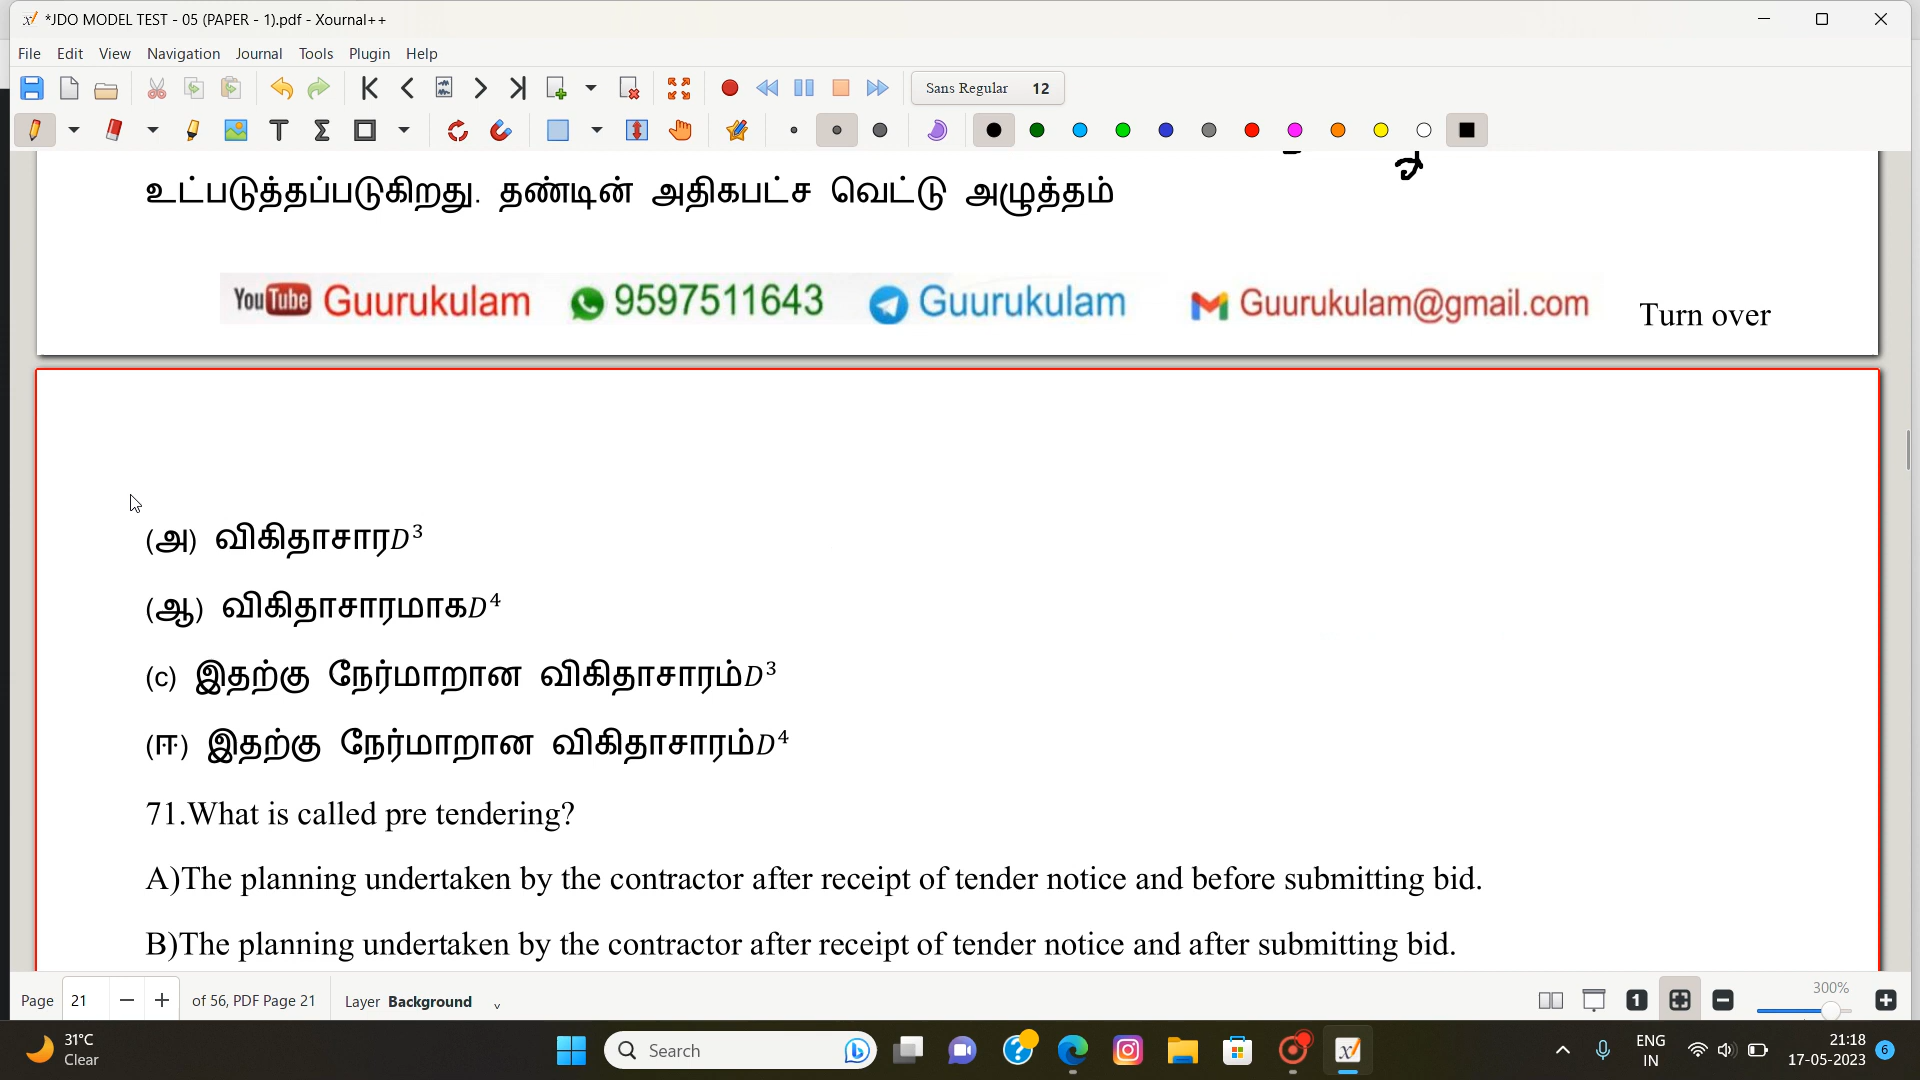 *JDO MODEL TEST - 05 (PAPER - 1).pdf - Xournal++
File Edit View Navigation Journal Tools Plugin Help
Sans Regular 12
உட்படுத்தப்படுகிறது. தண்டின் அதிகபட்ச வெட்டு அழுத்தம்
YouTube Guurukulam 9597511643 Guurukulam Guurukulam@gmail.com
Turn over
(அ) விகிதாசாரD³
(ஆ) விகிதாசாரமாகD⁴
(c) இதற்கு நேர்மாறான விகிதாசாரம்D³
(ஈ) இதற்கு நேர்மாறான விகிதாசாரம்D⁴
71.What is called pre tendering?
A)The planning undertaken by the contractor after receipt of tender notice and before submitting bid.
B)The planning undertaken by the contractor after receipt of tender notice and after submitting bid.
Page 21 of 56, PDF Page 21 Layer Background 1 300%
31°C
Clear
Search
ENG
IN
21:18
17-05-2023
6